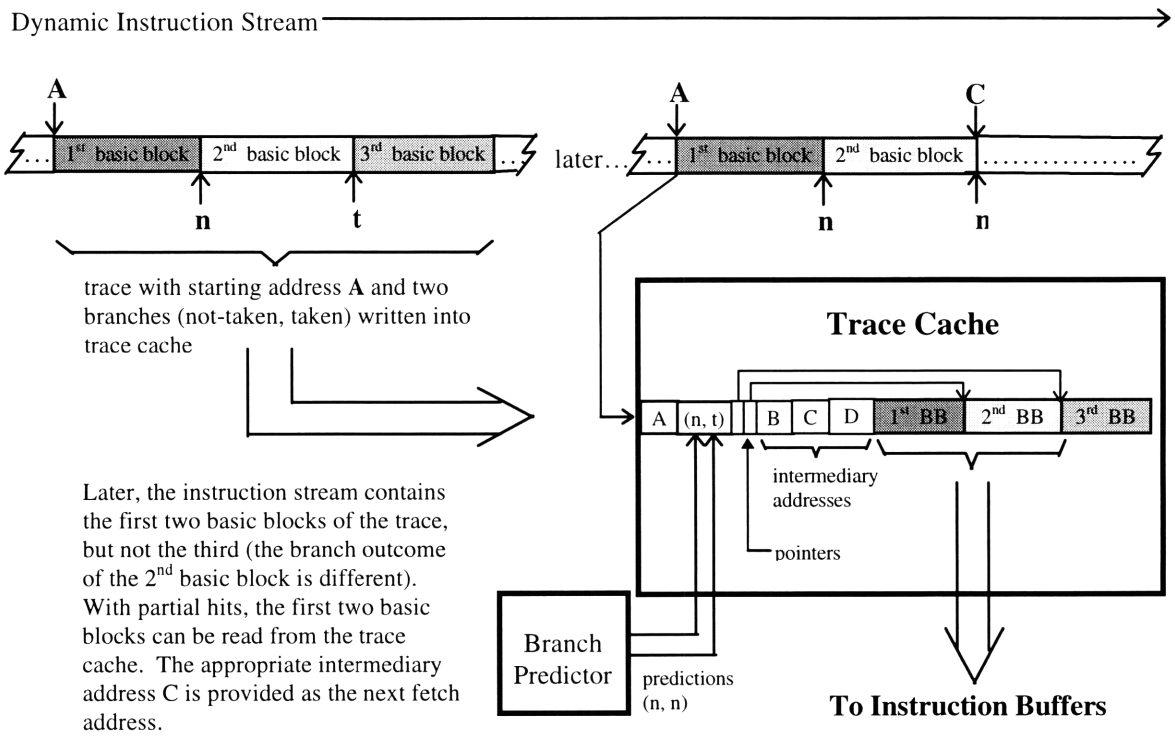 Dynamic Instruction Stream
A
A
C
...
1st basic block
2nd basic block
3rd basic block
....
later...
....
1st basic block
2nd basic block
................
n
t
n
n
trace with starting address A and two
branches (not-taken, taken) written into
trace cache
Trace Cache
A
(n, t)
B
C
D
1st BB
2nd BB
3rd BB
intermediary
addresses
pointers
Later, the instruction stream contains
the first two basic blocks of the trace,
but not the third (the branch outcome
of the 2nd basic block is different).
With partial hits, the first two basic
blocks can be read from the trace
cache. The appropriate intermediary
address C is provided as the next fetch
address.
Branch
Predictor
predictions
(n, n)
To Instruction Buffers